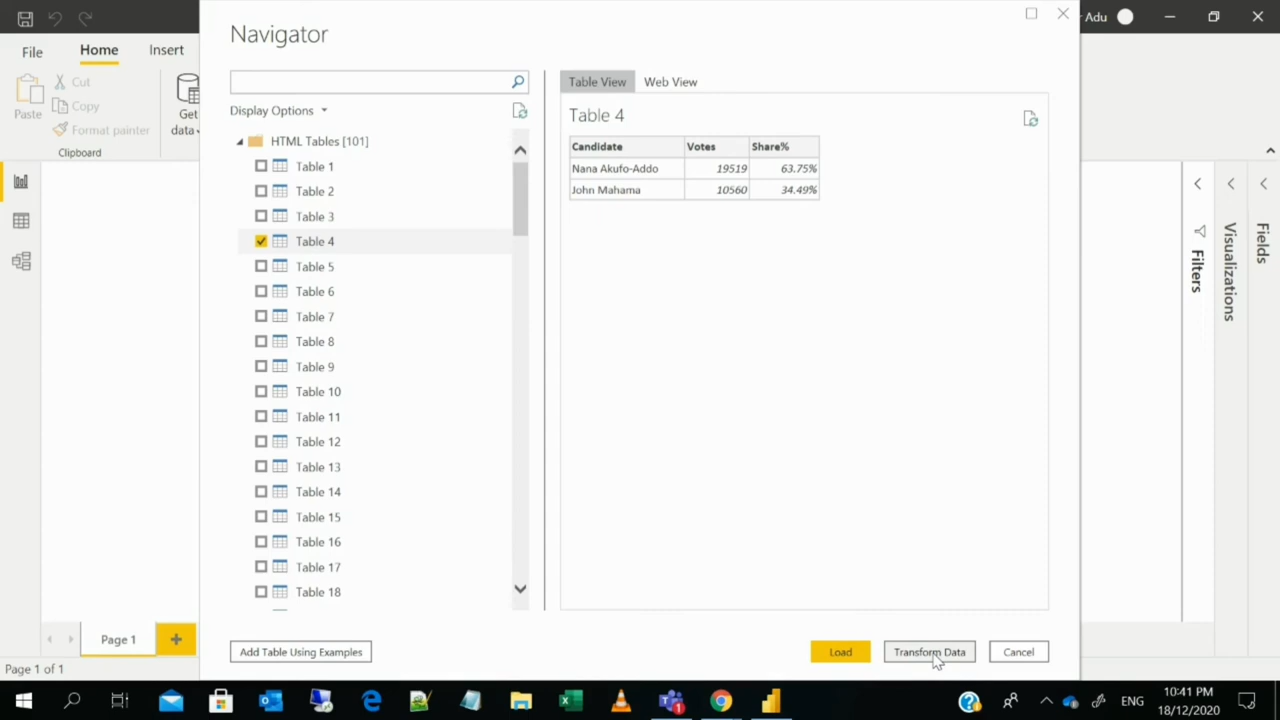 Adu
Navigator
File
Home
Insert
Table View
Web View
Cut
Paste
Copy
Format painter
Clipboard
Get
data
Display Options
HTML Tables [101]
Table 1
Table 2
Table 3
Table 4
Table 5
Table 6
Table 7
Table 8
Table 9
Table 10
Table 11
Table 12
Table 13
Table 14
Table 15
Table 16
Table 17
Table 18
Table 4
Candidate Votes Share%
Nana Akufo-Addo 19519 63.75%
John Mahama 10560 34.49%
Filters
Visualizations
Fields
Add Table Using Examples
Load
Transform Data
Cancel
Page 1
Page 1 of 1
1
ENG
10:41 PM
18/12/2020